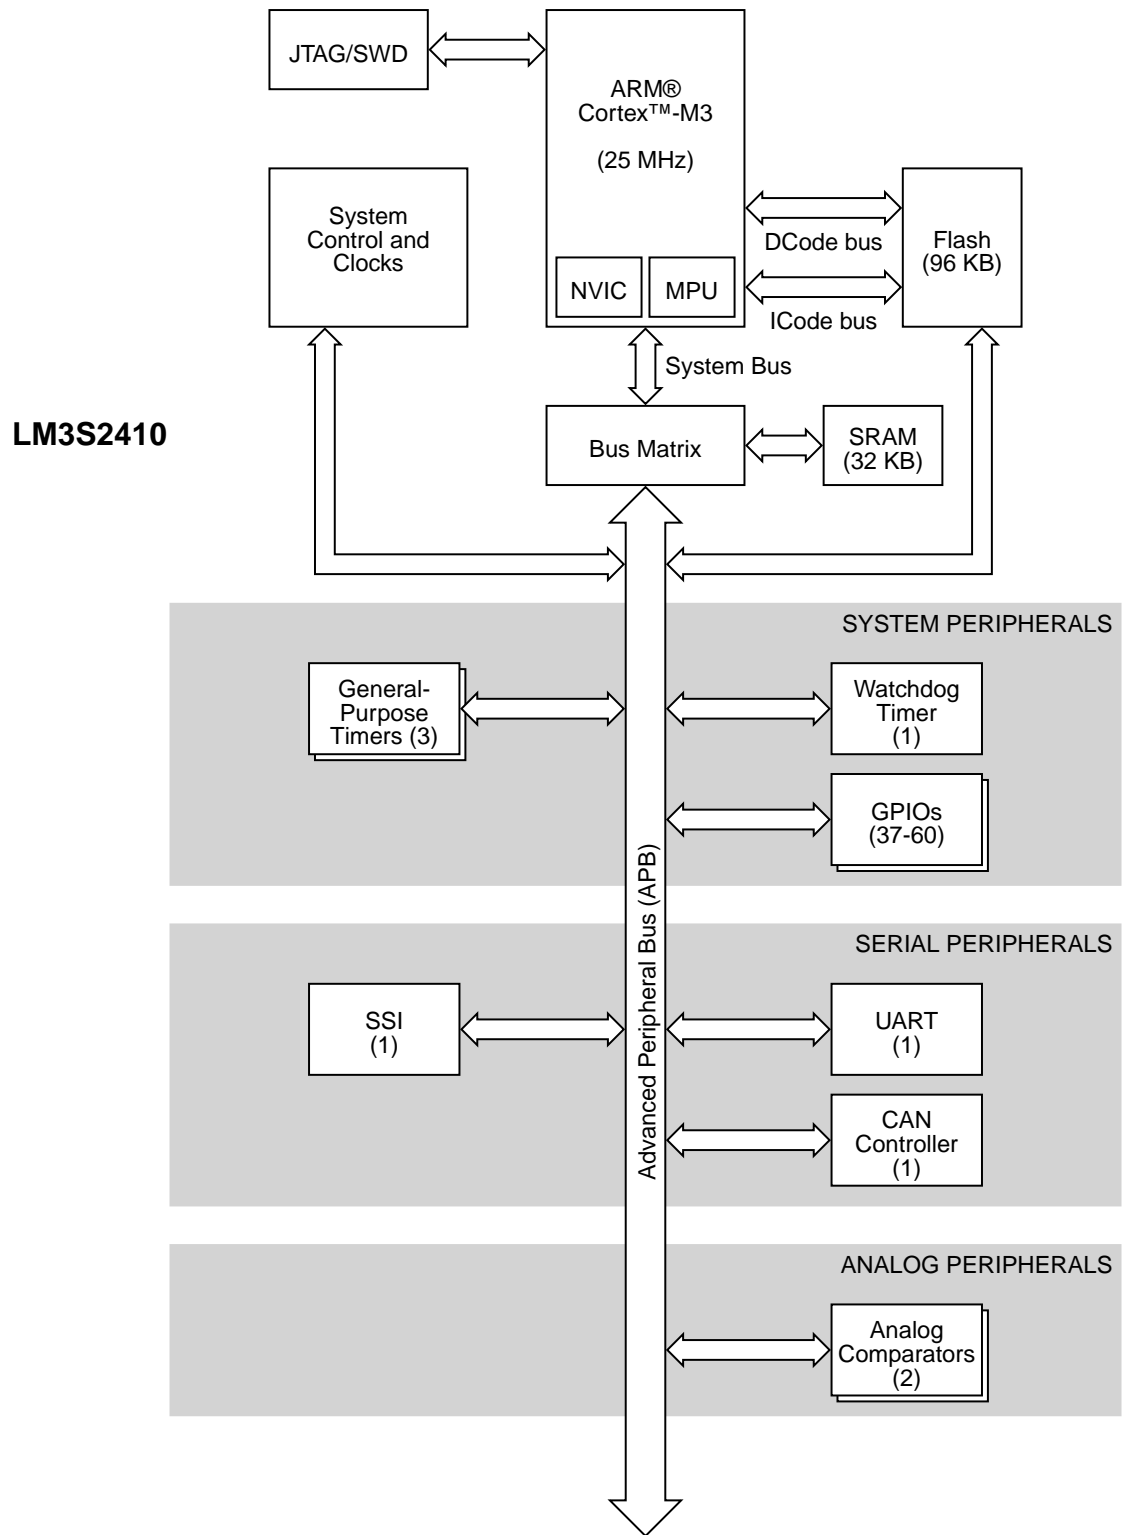 JTAG/SWD
ARM®
Cortex™-M3
(25 MHz)
System
Control and
Clocks
NVIC
MPU
DCode bus
ICode bus
Flash
(96 KB)
System Bus
LM3S2410
Bus Matrix
SRAM
(32 KB)
SYSTEM PERIPHERALS
General-
Purpose
Timers (3)
Watchdog
Timer
(1)
GPIOs
(37-60)
Advanced Peripheral Bus (APB)
SERIAL PERIPHERALS
SSI
(1)
UART
(1)
CAN
Controller
(1)
ANALOG PERIPHERALS
Analog
Comparators
(2)